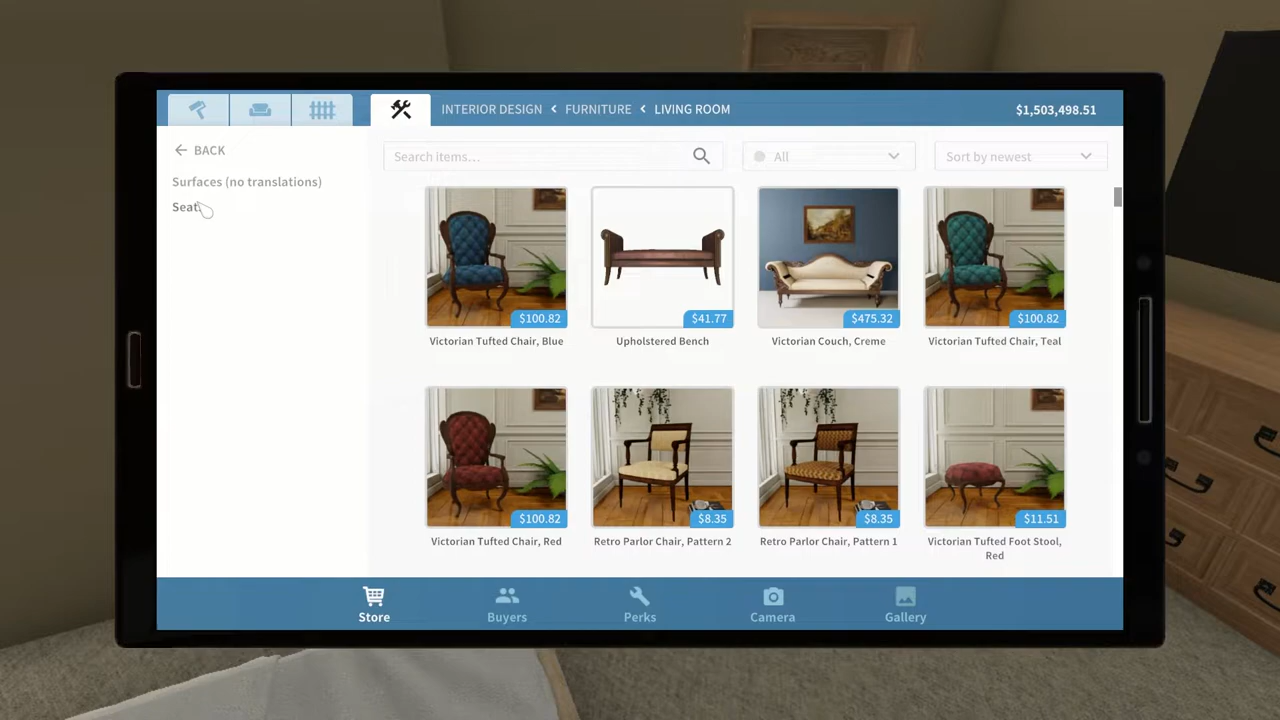 INTERIOR DESIGN < FURNITURE < LIVING ROOM
$1,503,498.51
BACK
Surfaces (no translations)
Search items...
All
Sort by newest
$100.82
$41.77
$475.32
$100.82
Victorian Tufted Chair, Blue
Upholstered Bench
Victorian Couch, Creme
Victorian Tufted Chair, Teal
$100.82
$8.35
$8.35
$11.51
Victorian Tufted Chair, Red
Retro Parlor Chair, Pattern 2
Retro Parlor Chair, Pattern 1
Victorian Tufted Foot Stool,
Red
Store
Buyers
Perks
Camera
Gallery